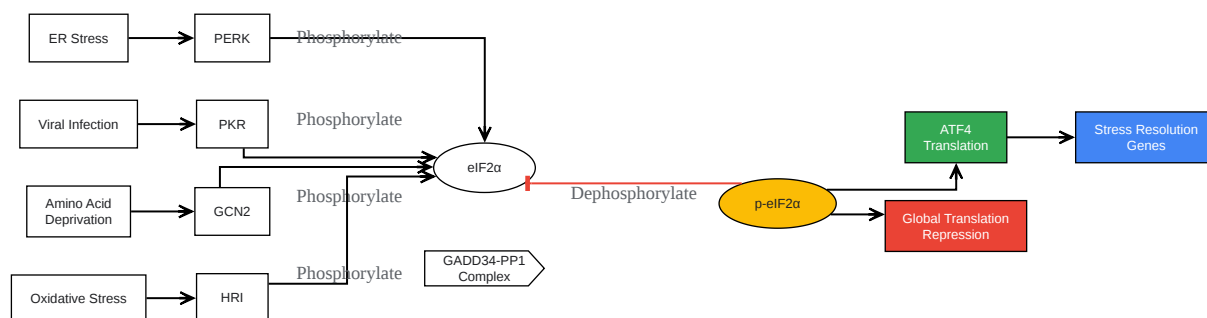 ER Stress
PERK
Phosphorylate
Viral Infection
PKR
Phosphorylate
eIF2α
ATF4
Translation
Stress Resolution
Genes
Amino Acid
Deprivation
GCN2
Phosphorylate
Dephosphorylate
p-eIF2α
Global Translation
Repression
Oxidative Stress
HRI
Phosphorylate
GADD34-PP1
Complex